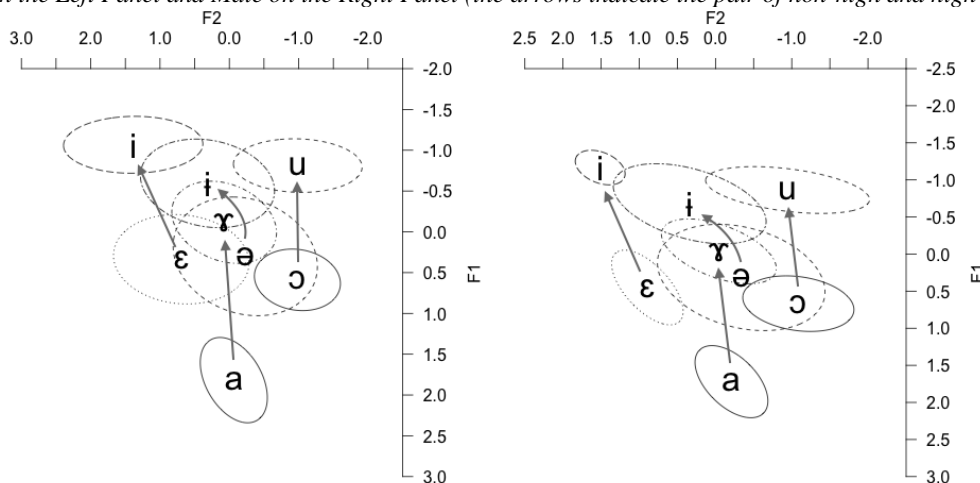 in the Left Panel and Male on the Right Panel (the arrows indicate the pair of non-high and high
F2
3.0 2.0 1.0 0.0 -1.0 -2.0
-2.0
-1.5
-1.0
-0.5
0.0
0.5
1.0
1.5
2.0
2.5
3.0
F1
i
u
ɨ
ɤ
ɛ
ə
ɔ
a
F2
2.5 2.0 1.5 1.0 0.5 0.0 -1.0 -2.0
-2.5
-2.0
-1.5
-1.0
-0.5
0.0
0.5
1.0
1.5
2.0
2.5
3.0
F1
i
u
ɨ
ɤ
ə
ɛ
ɔ
a